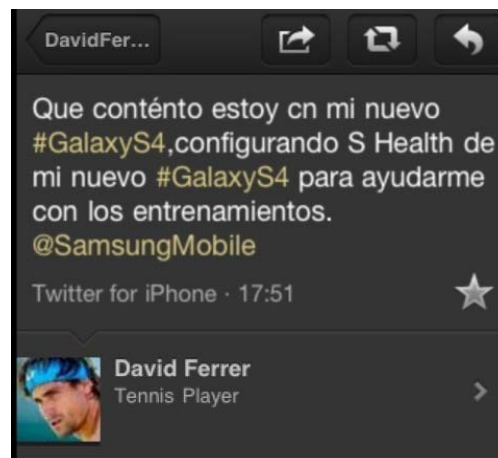 DavidFer...
Que conténto estoy cn mi nuevo
#GalaxyS4,configurando S Health de
mi nuevo #GalaxyS4 para ayudarme
con los entrenamientos.
@SamsungMobile
Twitter for iPhone · 17:51
David Ferrer
Tennis Player